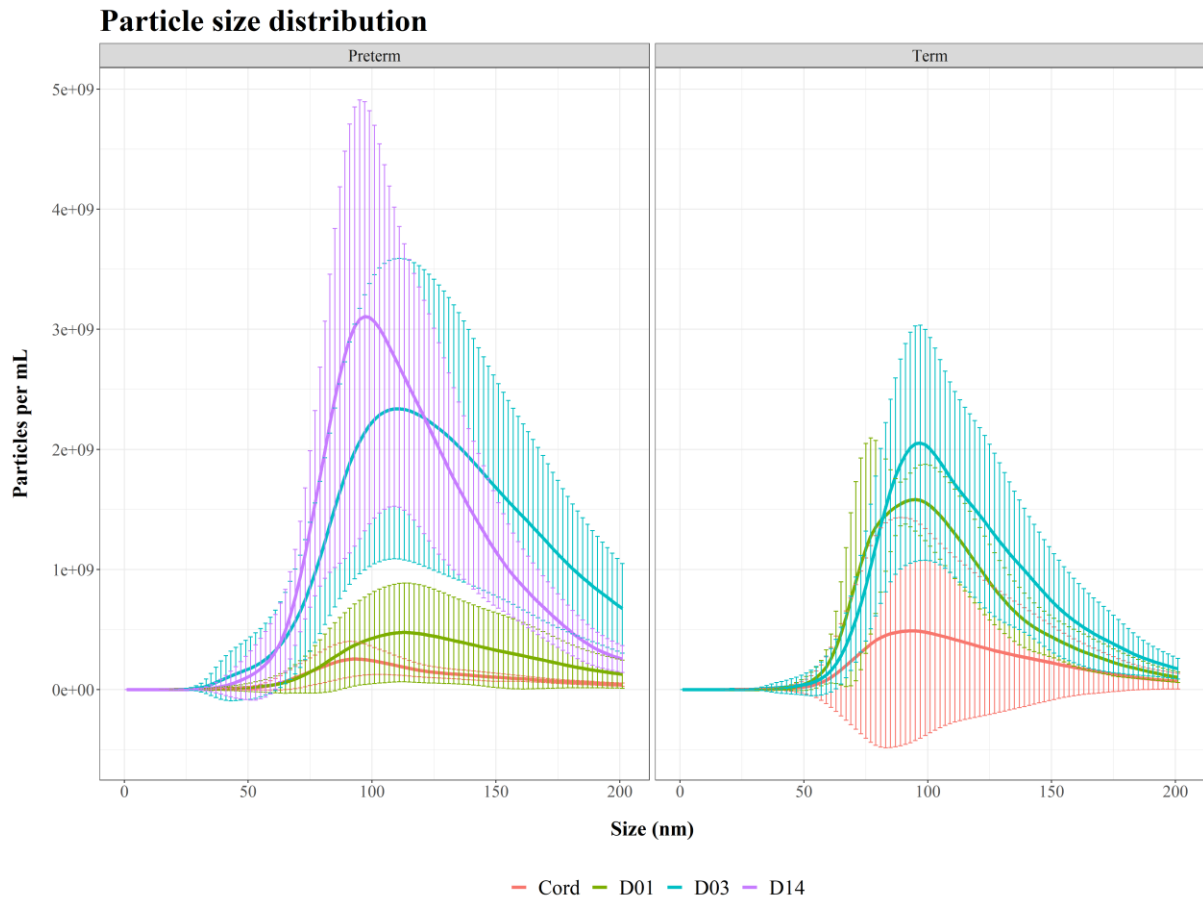 Particle size distribution
Preterm Term
5e+09
4e+09
3e+09
2e+09
1e+09
0e+00
Particles per mL
0 50 100 150 200 0 50 100 150 200
Size (nm)
Cord D01 D03 D14